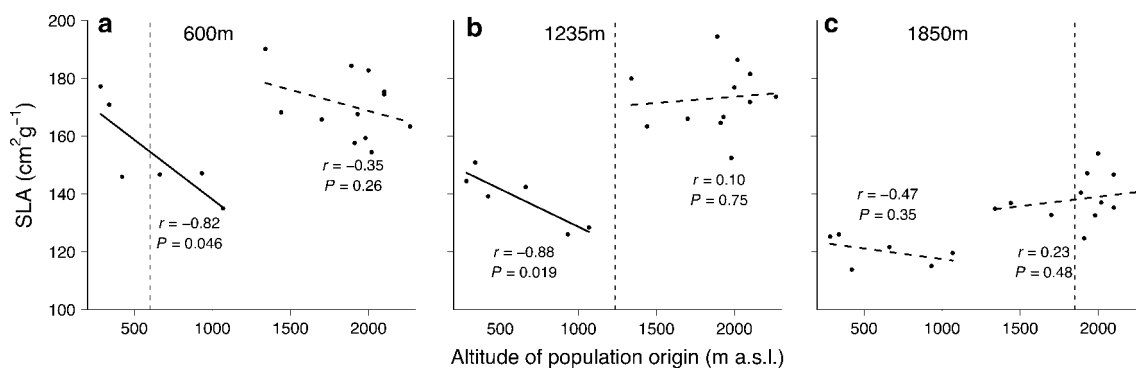 a 600m
b 1235m
c 1850m
SLA (cm²g⁻¹)
200
180
160
140
120
100
r = −0.35
P = 0.26
r = −0.82
P = 0.046
r = 0.10
P = 0.75
r = −0.88
P = 0.019
r = −0.47
P = 0.35
r = 0.23
P = 0.48
500 1000 1500 2000 500 1000 1500 2000 500 1000 1500 2000
Altitude of population origin (m a.s.l.)